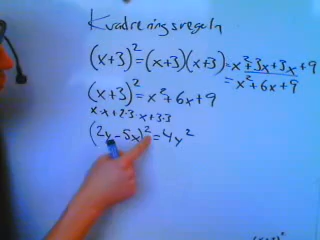 Kvadreringsregeln
(x+3)² = (x+3)(x+3) = x²+3x+3x+9
= x²+6x+9
(x+3)² = x²+6x+9
x·x+2·3·x+3·3
(2y-5x)² = 4y²